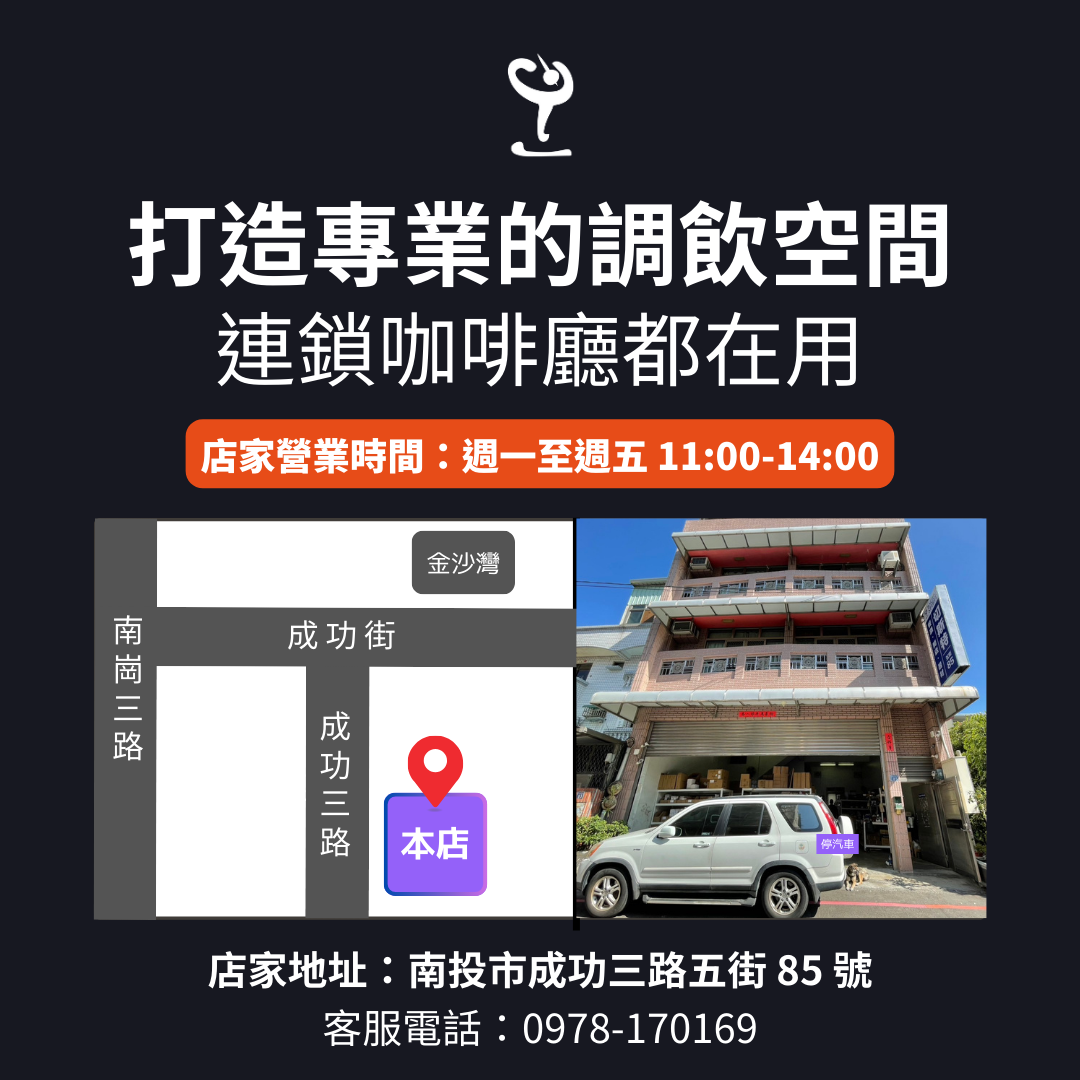 打造專業的調飲空間
連鎖咖啡廳都在用
店家營業時間：週一至週五 11:00-14:00
金沙灣
成功街
南崗三路
成功三路
本店
停汽車
店家地址：南投市成功三路五街 85 號
客服電話：0978-170169